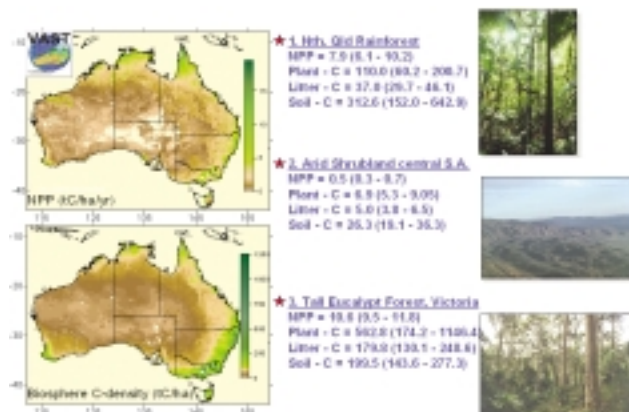 VAST
NPP (tC/ha/yr)
Biosphere C-density (tC/ha)
1. Nth. Qld Rainforest
NPP = 7.9 (6.1 - 10.2)
Plant - C = 110.0 (60.2 - 200.7)
Litter - C = 37.0 (29.7 - 46.1)
Soil - C = 312.6 (152.0 - 642.9)
2. Arid Shrubland central S.A.
NPP = 0.5 (0.3 - 0.7)
Plant - C = 6.9 (5.3 - 9.05)
Litter - C = 5.0 (3.8 - 6.5)
Soil - C = 26.3 (19.1 - 36.3)
3. Tall Eucalypt Forest, Victoria
NPP = 10.6 (9.5 - 11.8)
Plant - C = 562.8 (174.2 - 1146.4)
Litter - C = 179.8 (130.1 - 248.6)
Soil - C = 199.5 (143.6 - 277.3)